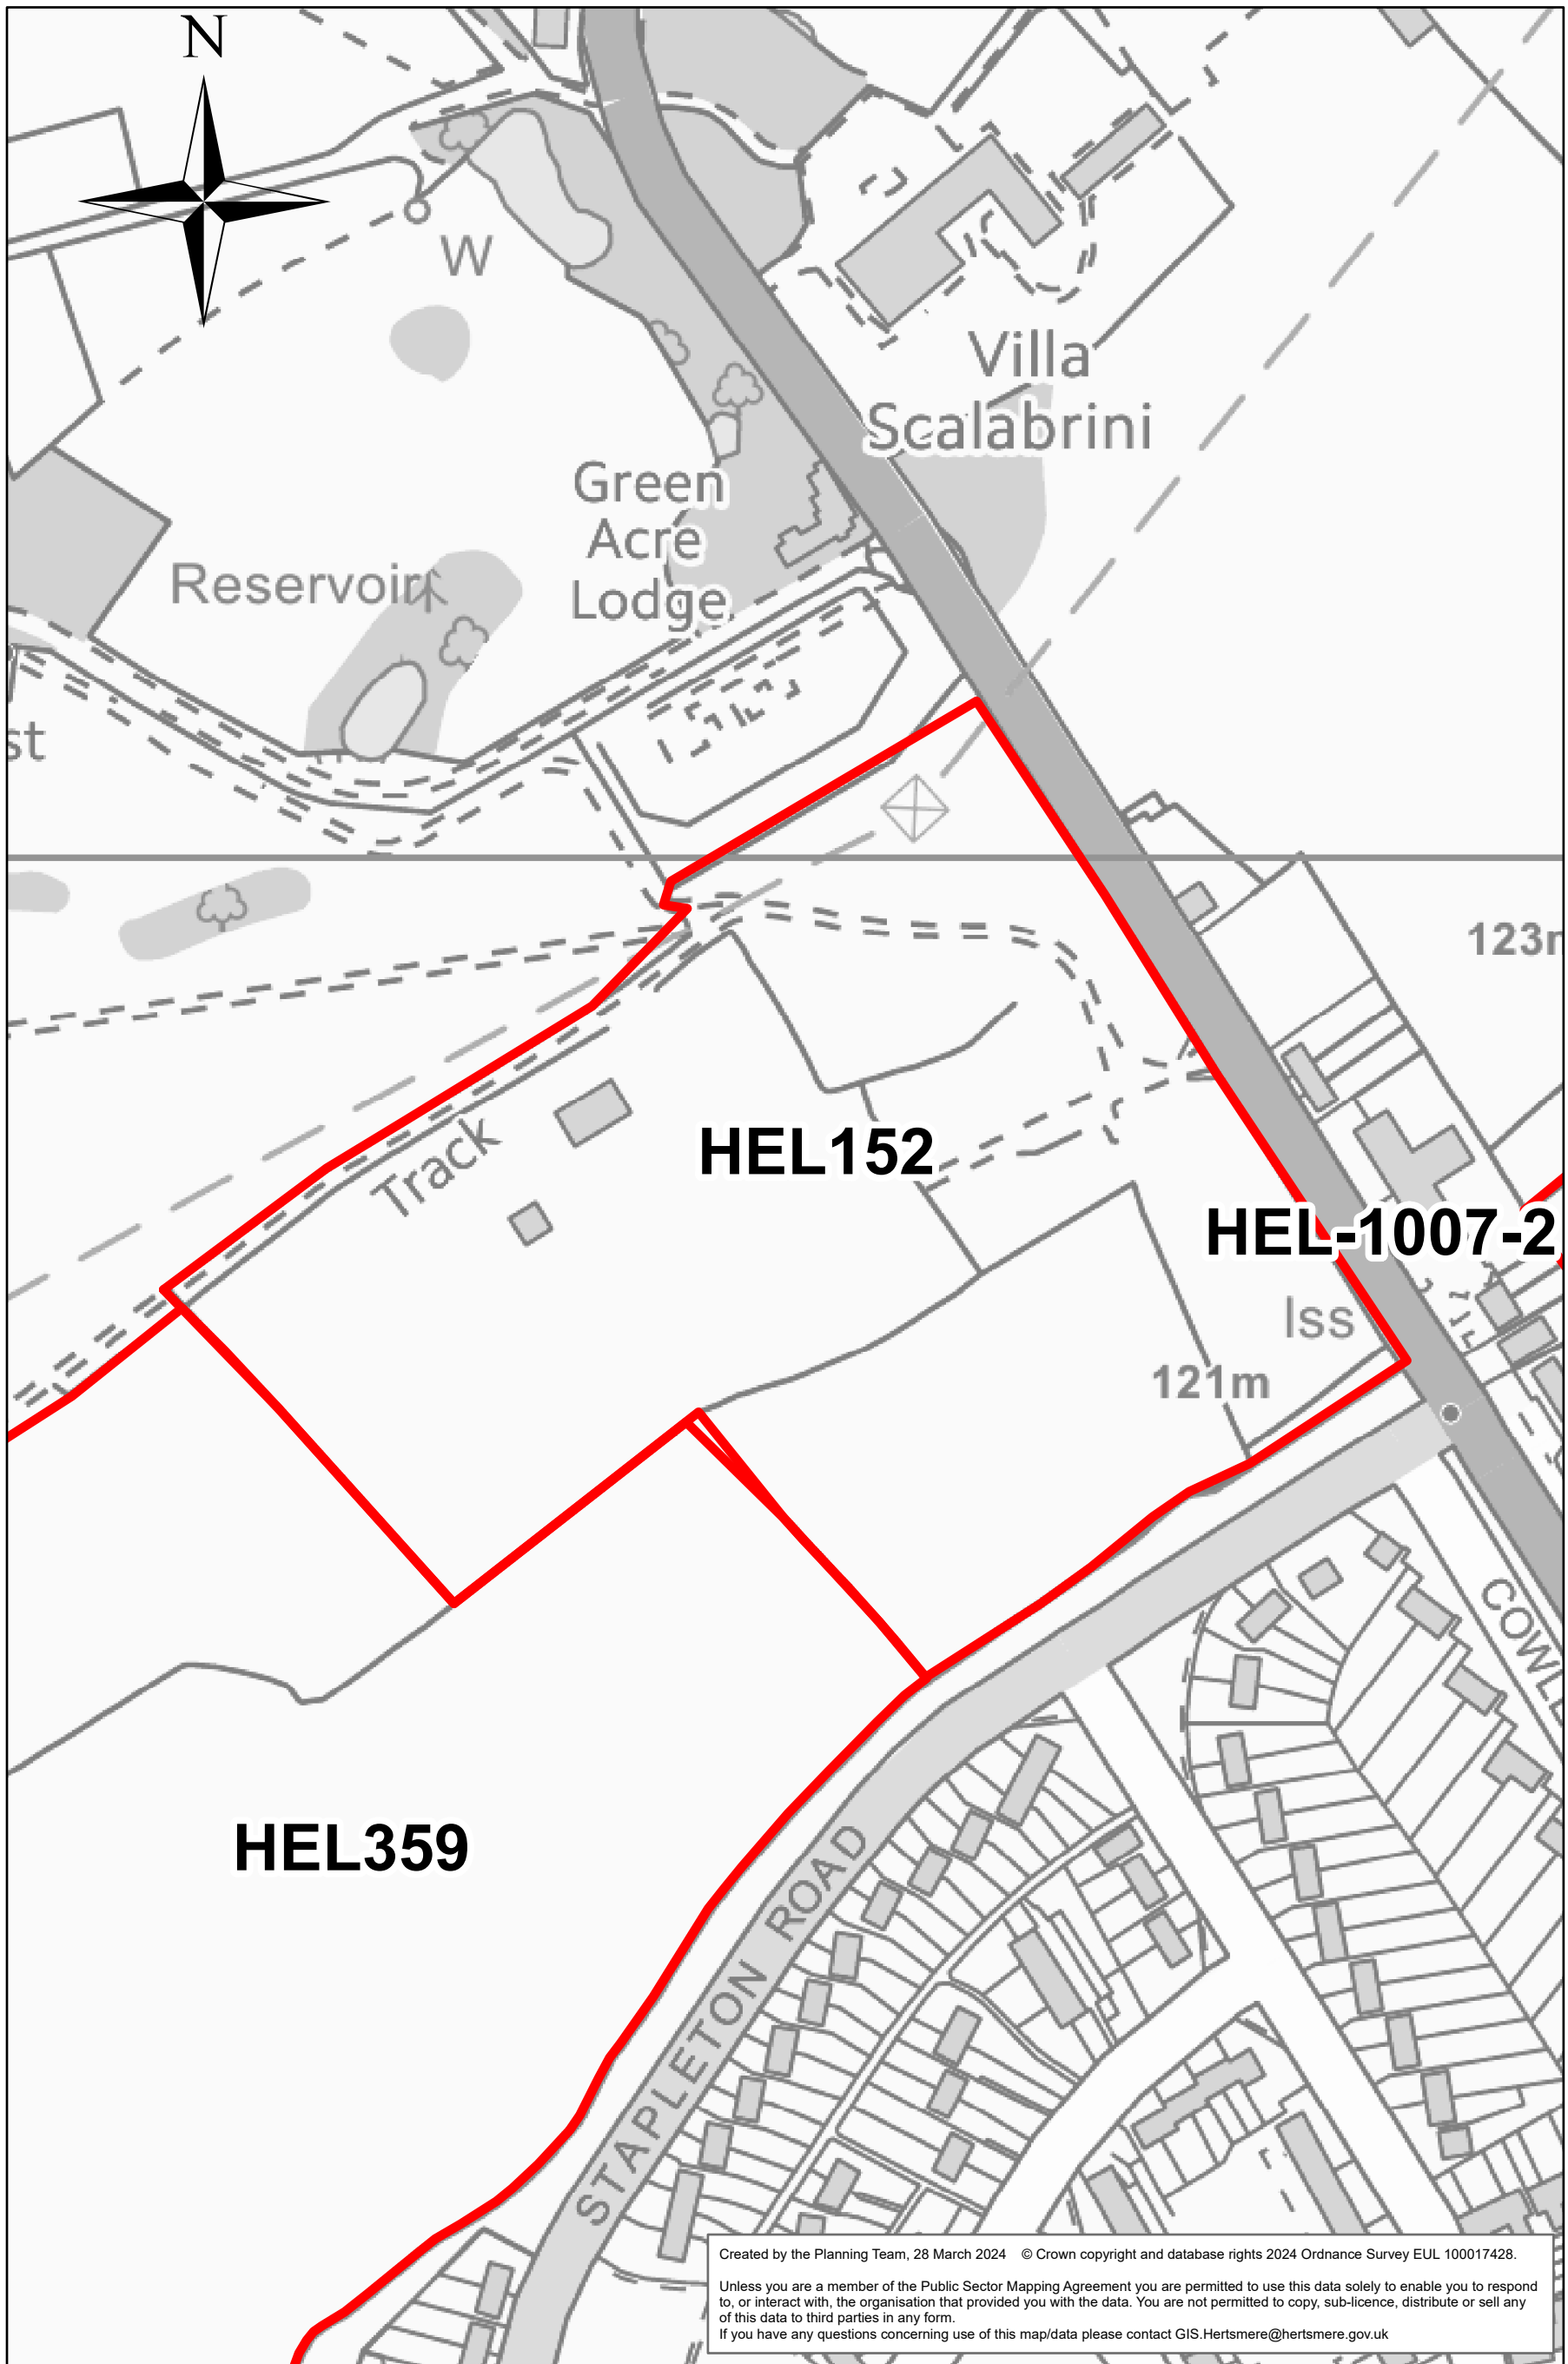 N
W
Villa
Scalabrini
Green
Acre
Lodge
Reservoir
st
123m
Track
HEL152
HEL-1007-2
Iss
121m
HEL359
STAPLETON ROAD
Created by the Planning Team, 28 March 2024 © Crown copyright and database rights 2024 Ordnance Survey EUL 100017428.
Unless you are a member of the Public Sector Mapping Agreement you are permitted to use this data solely to enable you to respond
to, or interact with, the organisation that provided you with the data. You are not permitted to copy, sub-licence, distribute or sell any
of this data to third parties in any form.
If you have any questions concerning use of this map/data please contact GIS.Hertsmere@hertsmere.gov.uk